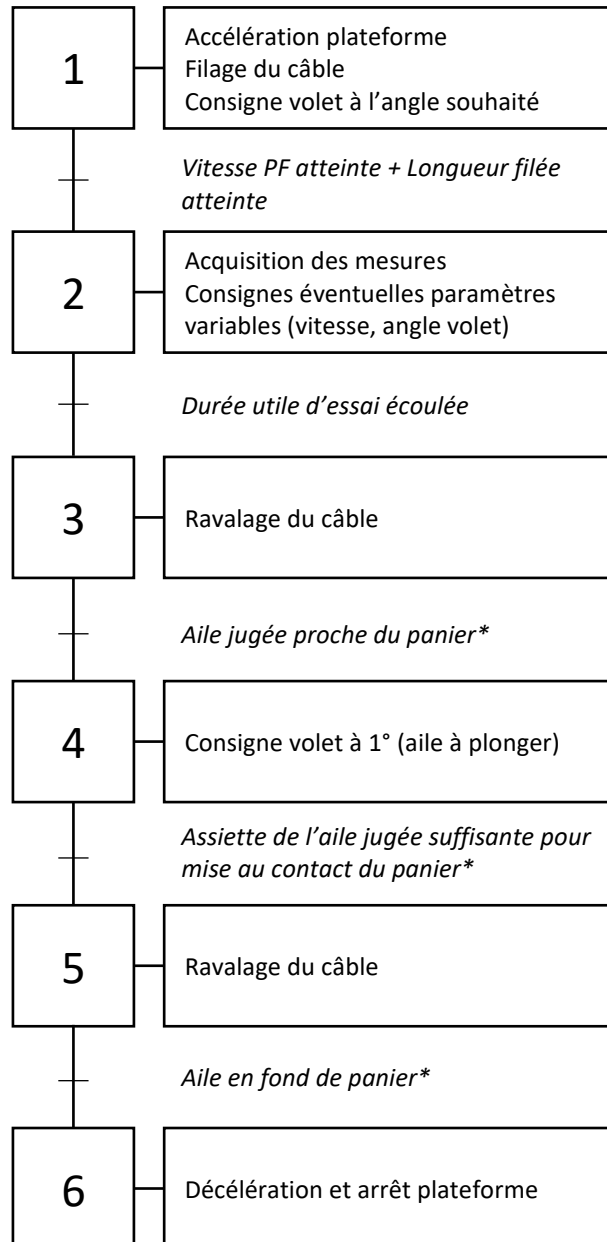 1
Accélération plateforme
Filage du câble
Consigne volet à l’angle souhaité
Vitesse PF atteinte + Longueur filée
atteinte
2
Acquisition des mesures
Consignes éventuelles paramètres
variables (vitesse, angle volet)
Durée utile d’essai écoulée
3
Ravalage du câble
Aile jugée proche du panier*
4
Consigne volet à 1° (aile à plonger)
Assiette de l’aile jugée suffisante pour
mise au contact du panier*
5
Ravalage du câble
Aile en fond de panier*
6
Décélération et arrêt plateforme